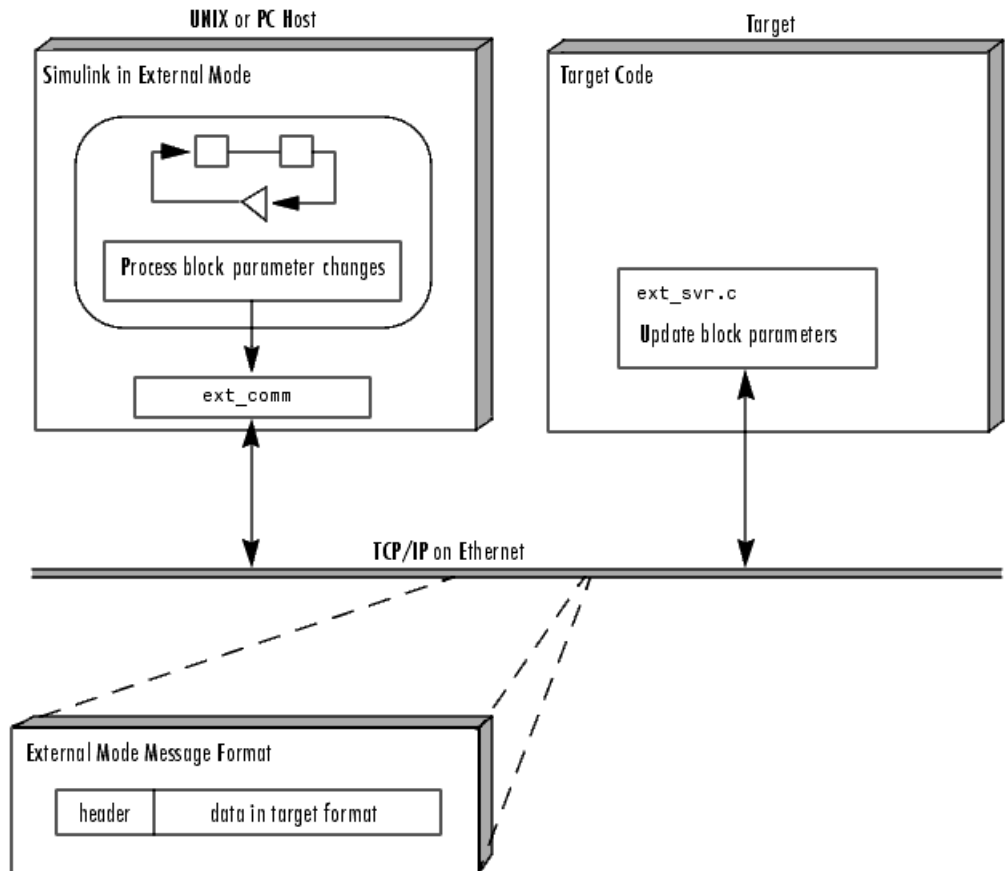 UNIX or PC Host
Target
Simulink in External Mode
Target Code
Process block parameter changes
ext_svr.c
Update block parameters
ext_comm
TCP/IP on Ethernet
External Mode Message Format
header
data in target format